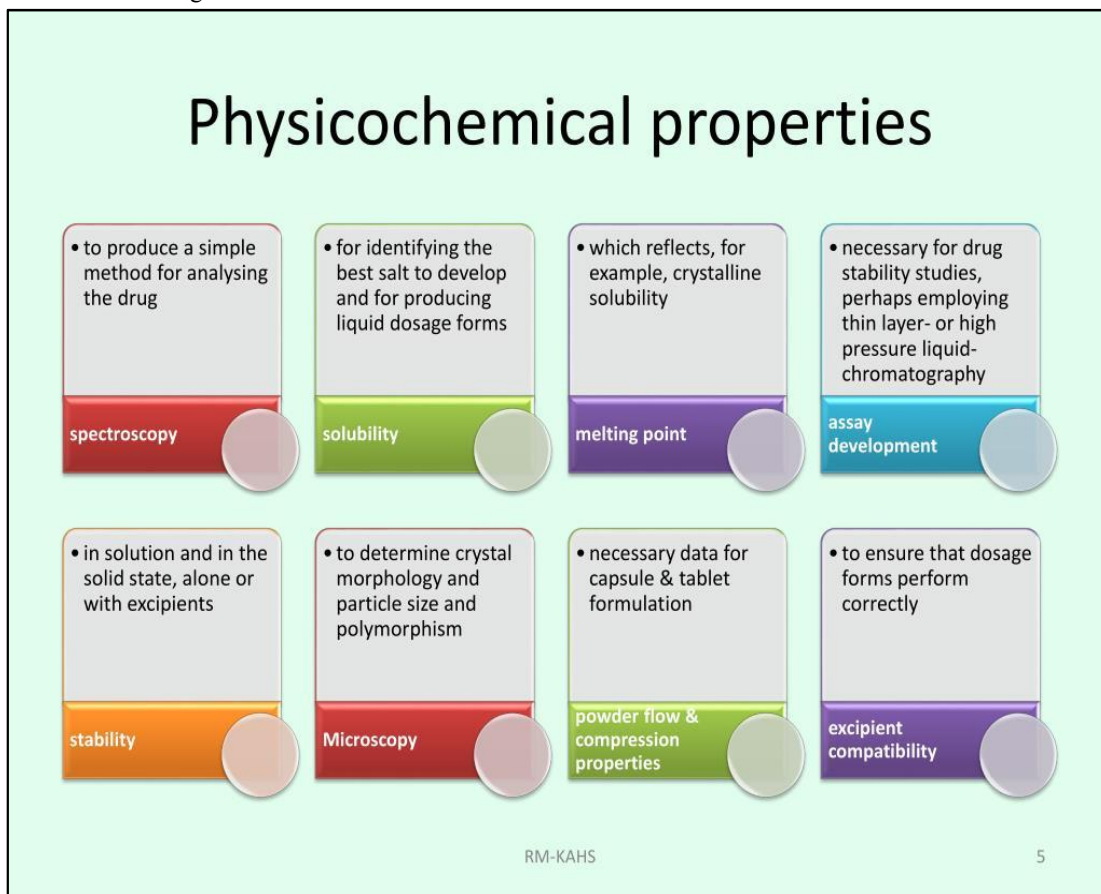 Physicochemical properties
• to produce a simple
method for analysing
the drug
spectroscopy
• for identifying the
best salt to develop
and for producing
liquid dosage forms
solubility
• which reflects, for
example, crystalline
solubility
melting point
• necessary for drug
stability studies,
perhaps employing
thin layer- or high
pressure liquid-
chromatography
assay
development
• in solution and in the
solid state, alone or
with excipients
stability
• to determine crystal
morphology and
particle size and
polymorphism
Microscopy
• necessary data for
capsule & tablet
formulation
powder flow &
compression
properties
• to ensure that dosage
forms perform
correctly
excipient
compatibility
RM-KAHS
5